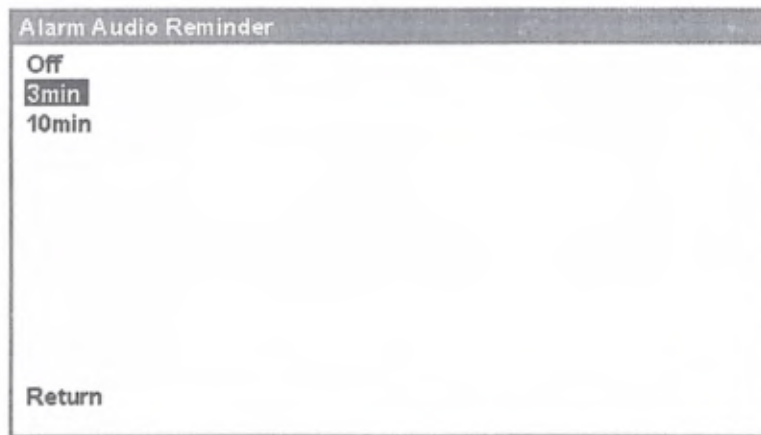 Alarm Audio Reminder
Off
3min
10min
Return